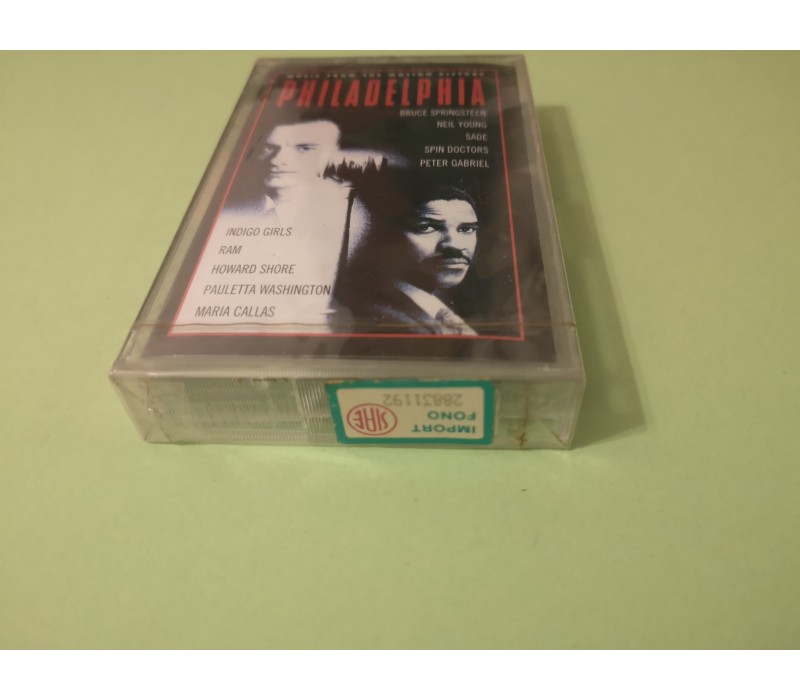 MUSIC FROM THE MOTION PICTURE
PHILADELPHIA
BRUCE SPRINGSTEEN
NEIL YOUNG
SADE
SPIN DOCTORS
PETER GABRIEL
INDIGO GIRLS
RAM
HOWARD SHORE
PAULETTA WASHINGTON
MARIA CALLAS
IMPORT
FONO
SIAE
28831192